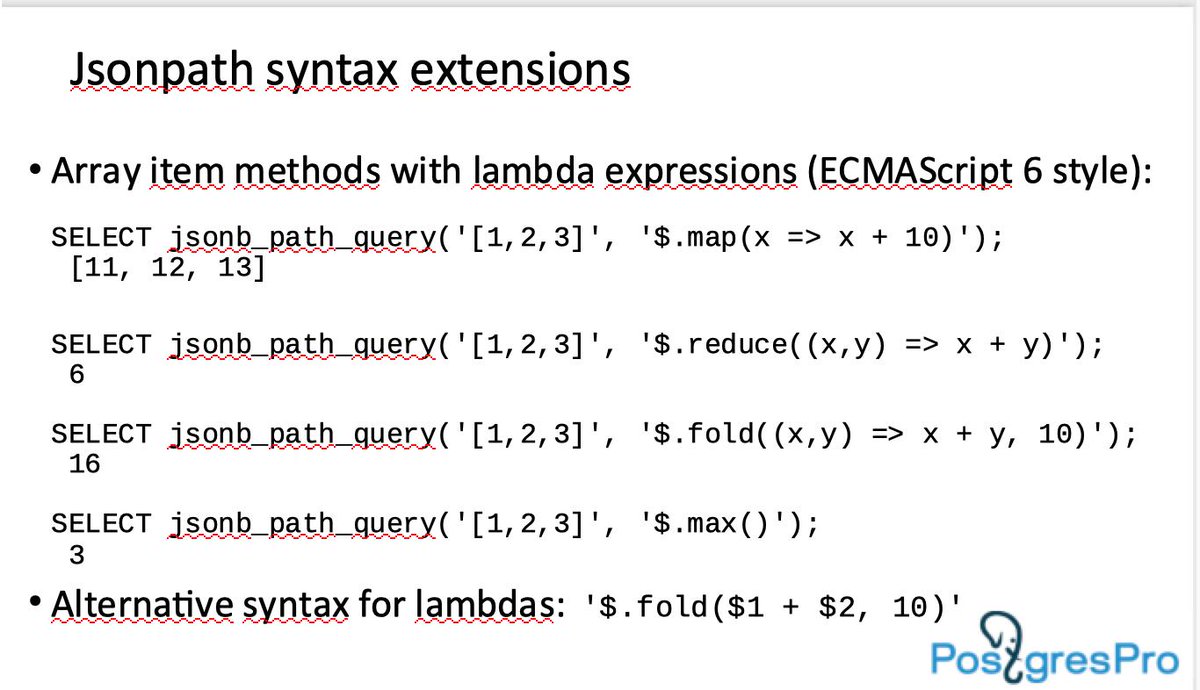 Jsonpath syntax extensions
• Array item methods with lambda expressions (ECMAScript 6 style):
SELECT jsonb_path_query('[1,2,3]', '$.map(x => x + 10)');
[11, 12, 13]
SELECT jsonb_path_query('[1,2,3]', '$.reduce((x,y) => x + y)');
6
SELECT jsonb_path_query('[1,2,3]', '$.fold((x,y) => x + y, 10)');
16
SELECT jsonb_path_query('[1,2,3]', '$.max()');
3
• Alternative syntax for lambdas: '$.fold($1 + $2, 10)'
PostgresPro